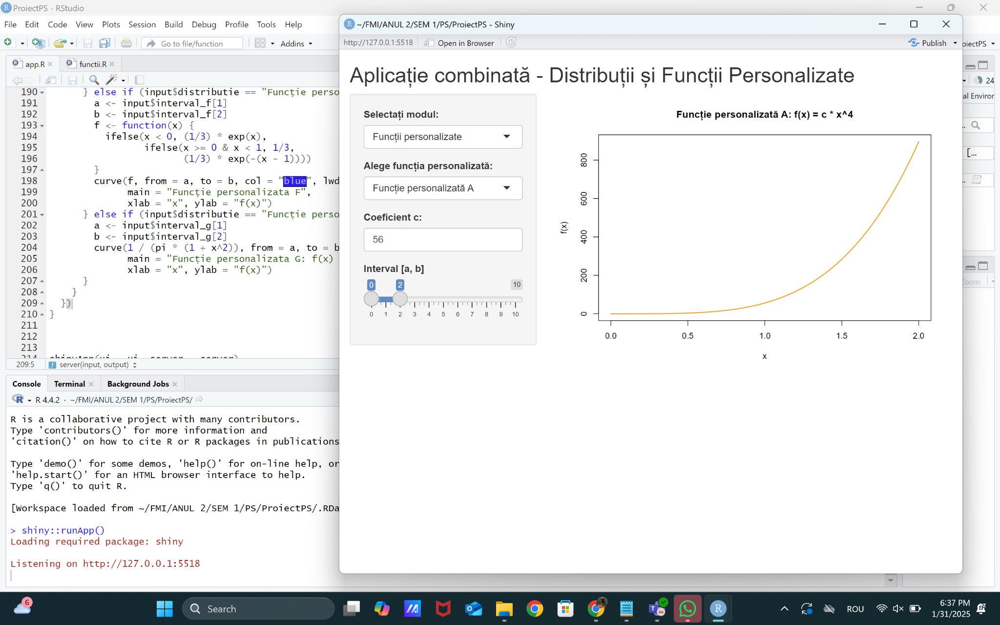 ProiectPS - RStudio
File Edit Code View Plots Session Build Debug Profile Tools Help
Go to file/function
Addins
oiectPS
app.R
functii.R
24
al Enviror
190 } else if (input$distributie == "Funcție perso
191 a <- input$interval_f[1]
192 b <- input$interval_f[2]
193 f <- function(x) {
194 ifelse(x < 0, (1/3) * exp(x),
195 ifelse(x >= 0 & x < 1, 1/3,
196 (1/3) * exp(-(x - 1))))
197 }
198 curve(f, from = a, to = b, col = "blue", lwd
199 main = "Funcție personalizata F",
200 xlab = "x", ylab = "f(x)")
201 } else if (input$distributie == "Funcție perso
202 a <- input$interval_g[1]
203 b <- input$interval_g[2]
204 curve(1 / (pi * (1 + x^2)), from = a, to = b
205 main = "Funcție personalizata G: f(x)
206 xlab = "x", ylab = "f(x)")
207 }
208 }
209 })
210 }
211
212
213
214 shinyApp(ui = ui, server = server)
209:5 server(input, output)
Console Terminal Background Jobs
R 4.4.2 · ~/FMI/ANUL 2/SEM 1/PS/ProiectPS/
R is a collaborative project with many contributors.
Type 'contributors()' for more information and
'citation()' on how to cite R or R packages in publications
Type 'demo()' for some demos, 'help()' for on-line help, or
'help.start()' for an HTML browser interface to help.
Type 'q()' to quit R.
[Workspace loaded from ~/FMI/ANUL 2/SEM 1/PS/ProiectPS/.RDa
> shiny::runApp()
Loading required package: shiny
Listening on http://127.0.0.1:5518
~/FMI/ANUL 2/SEM 1/PS/ProiectPS - Shiny
http://127.0.0.1:5518 Open in Browser
Publish
Aplicație combinată - Distribuții și Funcții Personalizate
Selectați modul:
Funcții personalizate
Alege funcția personalizată:
Funcție personalizată A
Coeficient c:
56
Interval [a, b]
0 2 10
0 1 2 3 4 5 6 7 8 9 10
Funcție personalizată A: f(x) = c * x^4
f(x)
800
600
400
200
0
0.0 0.5 1.0 1.5 2.0
x
[...
Zoom
6
Search
ROU
6:37 PM
1/31/2025